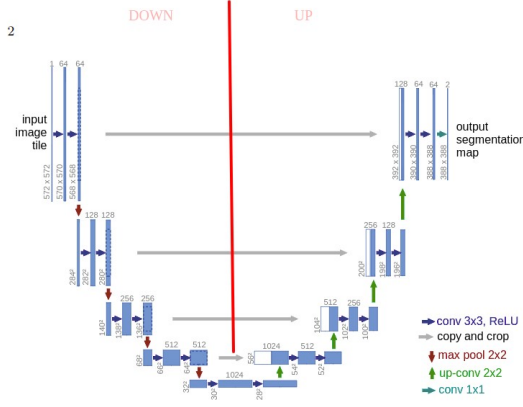 DOWN
UP
2
1 64 64
128 64 64 2
input
image
tile
output
segmentation
map
572 x 572
570 x 570
568 x 568
392 x 392
390 x 390
388 x 388
388 x 388
128 128
256 128
284²
282²
280²
200²
198²
196²
256 256
512 256
140²
138²
136²
104²
102²
100²
512 512
1024 512
68²
66²
64²
56²
54²
52²
1024
32²
30²
28²
conv 3x3, ReLU
copy and crop
max pool 2x2
up-conv 2x2
conv 1x1